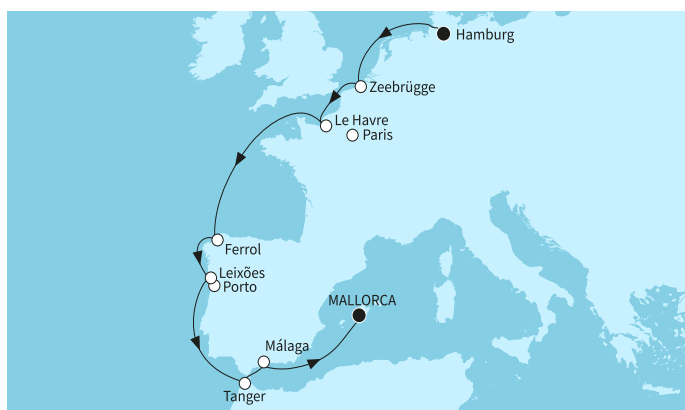 Hamburg
Zeebrügge
Le Havre
Paris
Ferrol
Leixões
Porto
MALLORCA
Málaga
Tanger